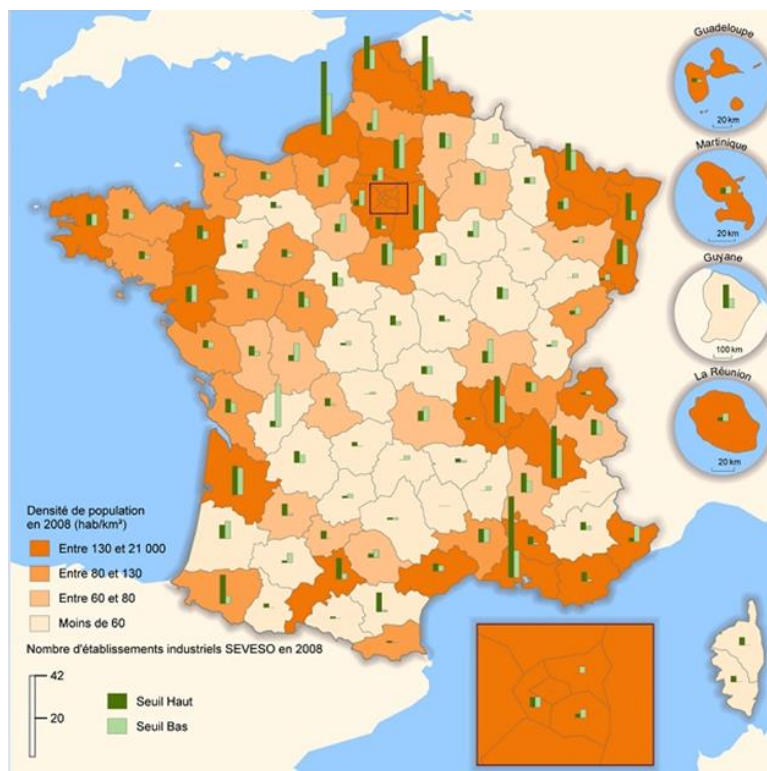 Guadeloupe
20 km
Martinique
20 km
Guyane
100 km
La Réunion
20 km
Densité de population
en 2008 (hab/km²)
Entre 130 et 21 000
Entre 80 et 130
Entre 60 et 80
Moins de 60
Nombre d'établissements industriels SEVESO en 2008
42
20
Seuil Haut
Seuil Bas